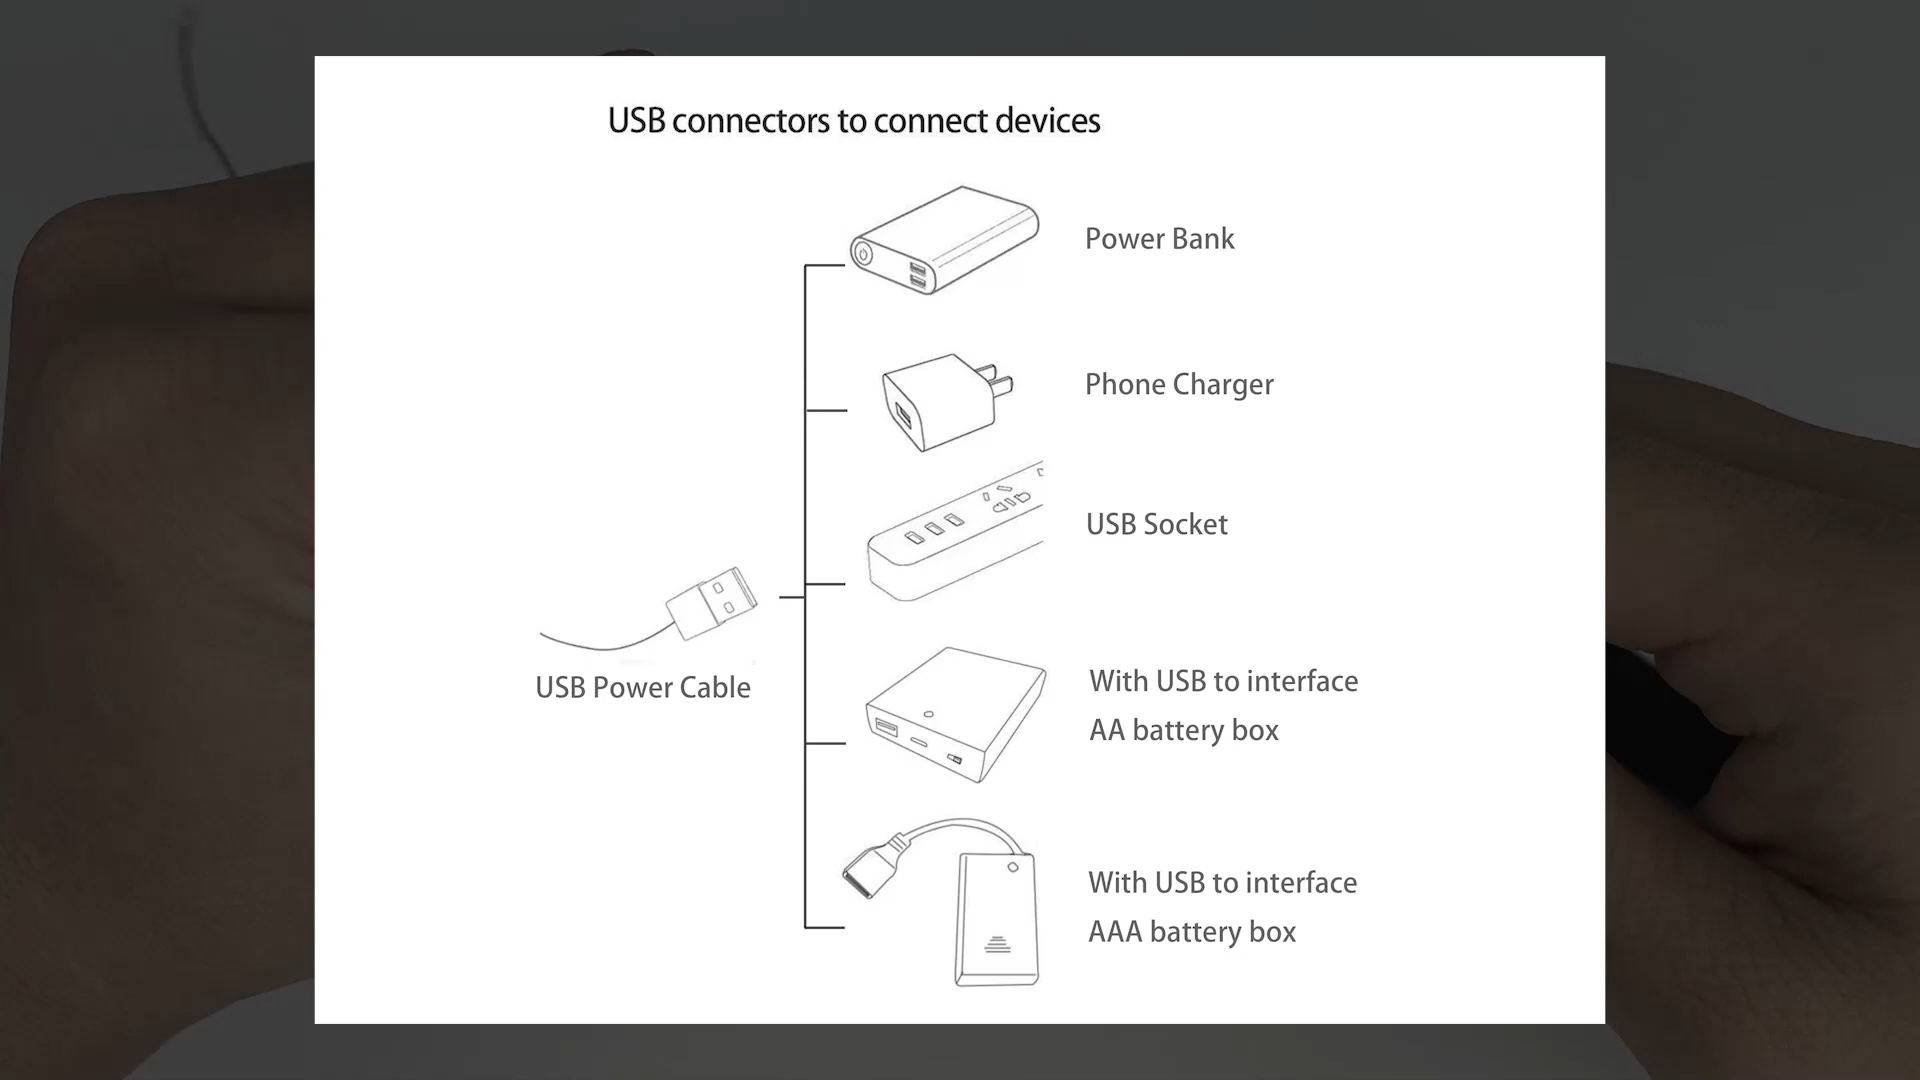 USB connectors to connect devices
Power Bank
Phone Charger
USB Socket
USB Power Cable
With USB to interface
AA battery box
With USB to interface
AAA battery box